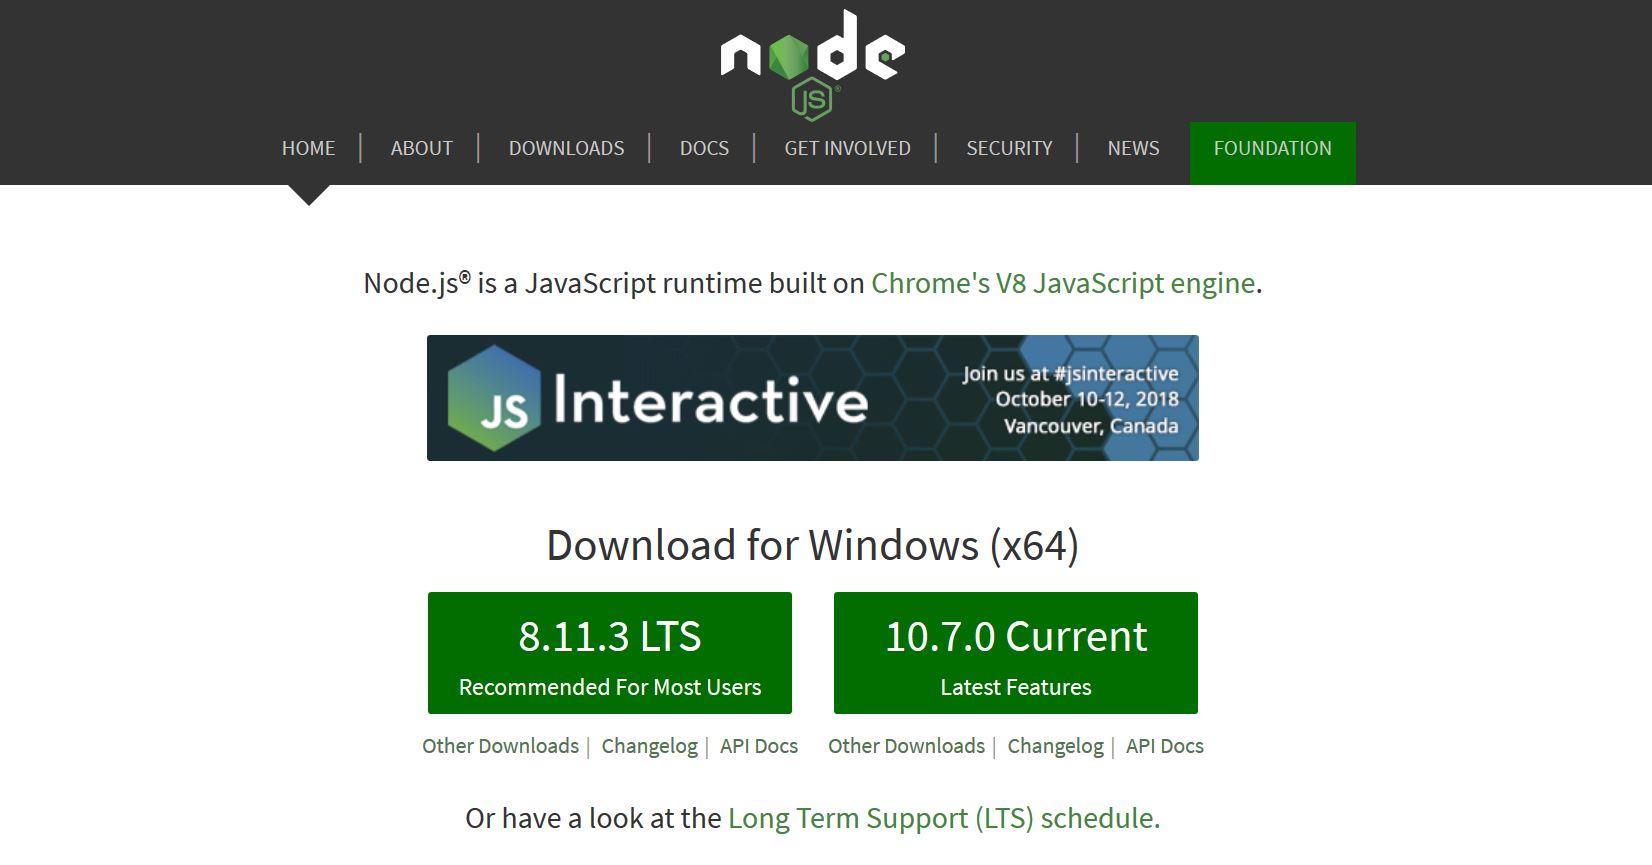 node
JS®
HOME | ABOUT | DOWNLOADS | DOCS | GET INVOLVED | SECURITY | NEWS FOUNDATION
Node.js® is a JavaScript runtime built on Chrome's V8 JavaScript engine.
JS Interactive
Join us at #jsinteractive
October 10-12, 2018
Vancouver, Canada
Download for Windows (x64)
8.11.3 LTS
Recommended For Most Users
10.7.0 Current
Latest Features
Other Downloads | Changelog | API Docs
Other Downloads | Changelog | API Docs
Or have a look at the Long Term Support (LTS) schedule.